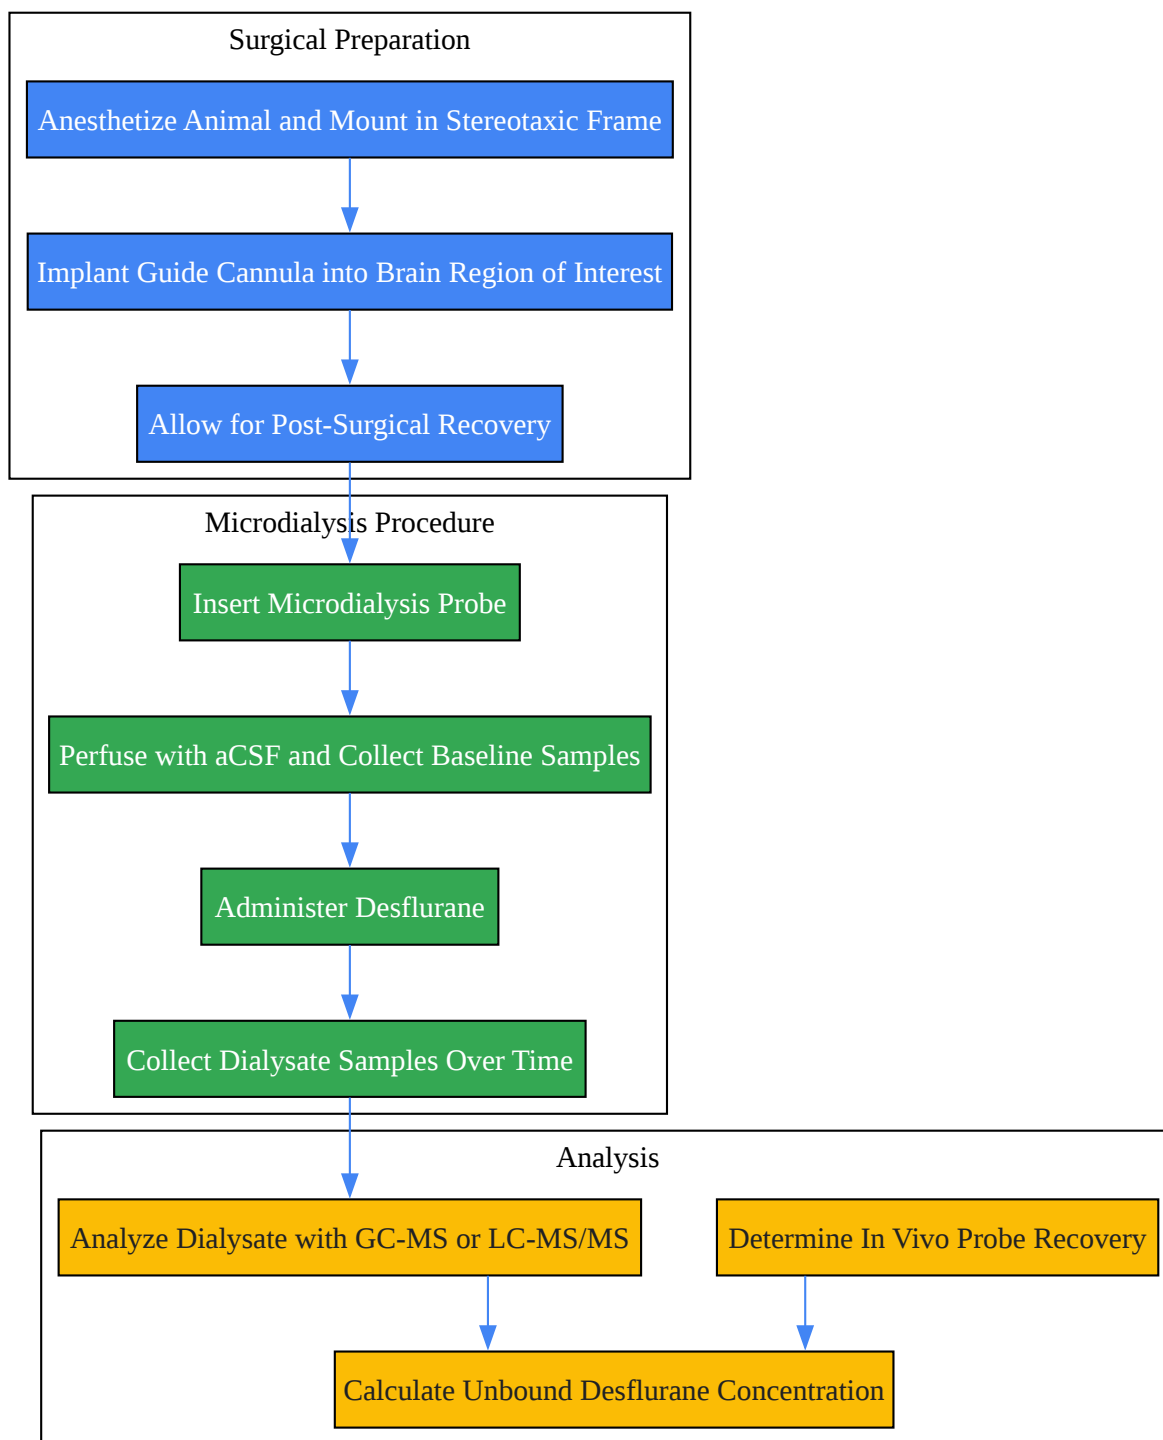 Surgical Preparation
Anesthetize Animal and Mount in Stereotaxic Frame
Implant Guide Cannula into Brain Region of Interest
Allow for Post-Surgical Recovery
Microdialysis Procedure
Insert Microdialysis Probe
Perfuse with aCSF and Collect Baseline Samples
Administer Desflurane
Collect Dialysate Samples Over Time
Analysis
Analyze Dialysate with GC-MS or LC-MS/MS
Determine In Vivo Probe Recovery
Calculate Unbound Desflurane Concentration